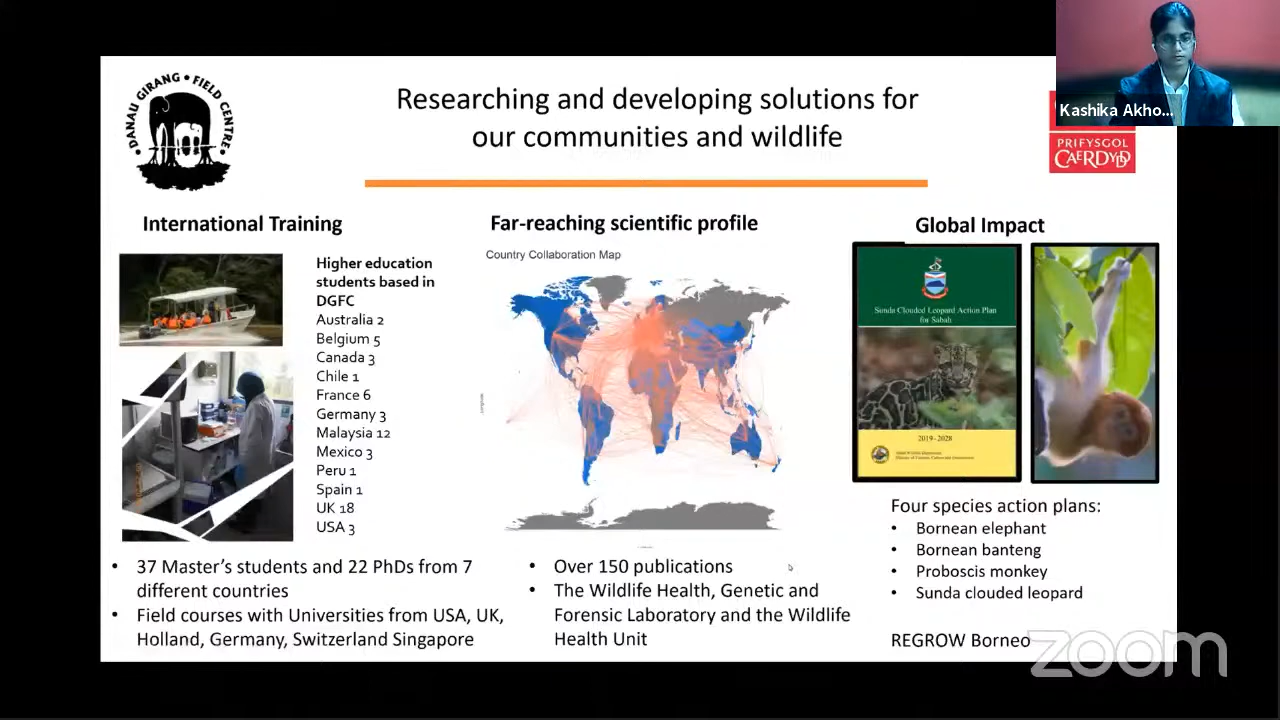 DANAU GIRANG • FIELD CENTRE •
Researching and developing solutions for
our communities and wildlife
Kashika Akho...
PRIFYSGOL
CAERDYDD
International Training
Far-reaching scientific profile
Global Impact
Higher education
students based in
DGFC
Australia 2
Belgium 5
Canada 3
Chile 1
France 6
Germany 3
Malaysia 12
Mexico 3
Peru 1
Spain 1
UK 18
USA 3
Country Collaboration Map
Sunda Clouded Leopard Action Plan
for Sabah
2019-2028
• 37 Master's students and 22 PhDs from 7
different countries
• Field courses with Universities from USA, UK,
Holland, Germany, Switzerland Singapore
• Over 150 publications
• The Wildlife Health, Genetic and
Forensic Laboratory and the Wildlife
Health Unit
Four species action plans:
• Bornean elephant
• Bornean banteng
• Proboscis monkey
• Sunda clouded leopard
REGROW Borneo
zoom